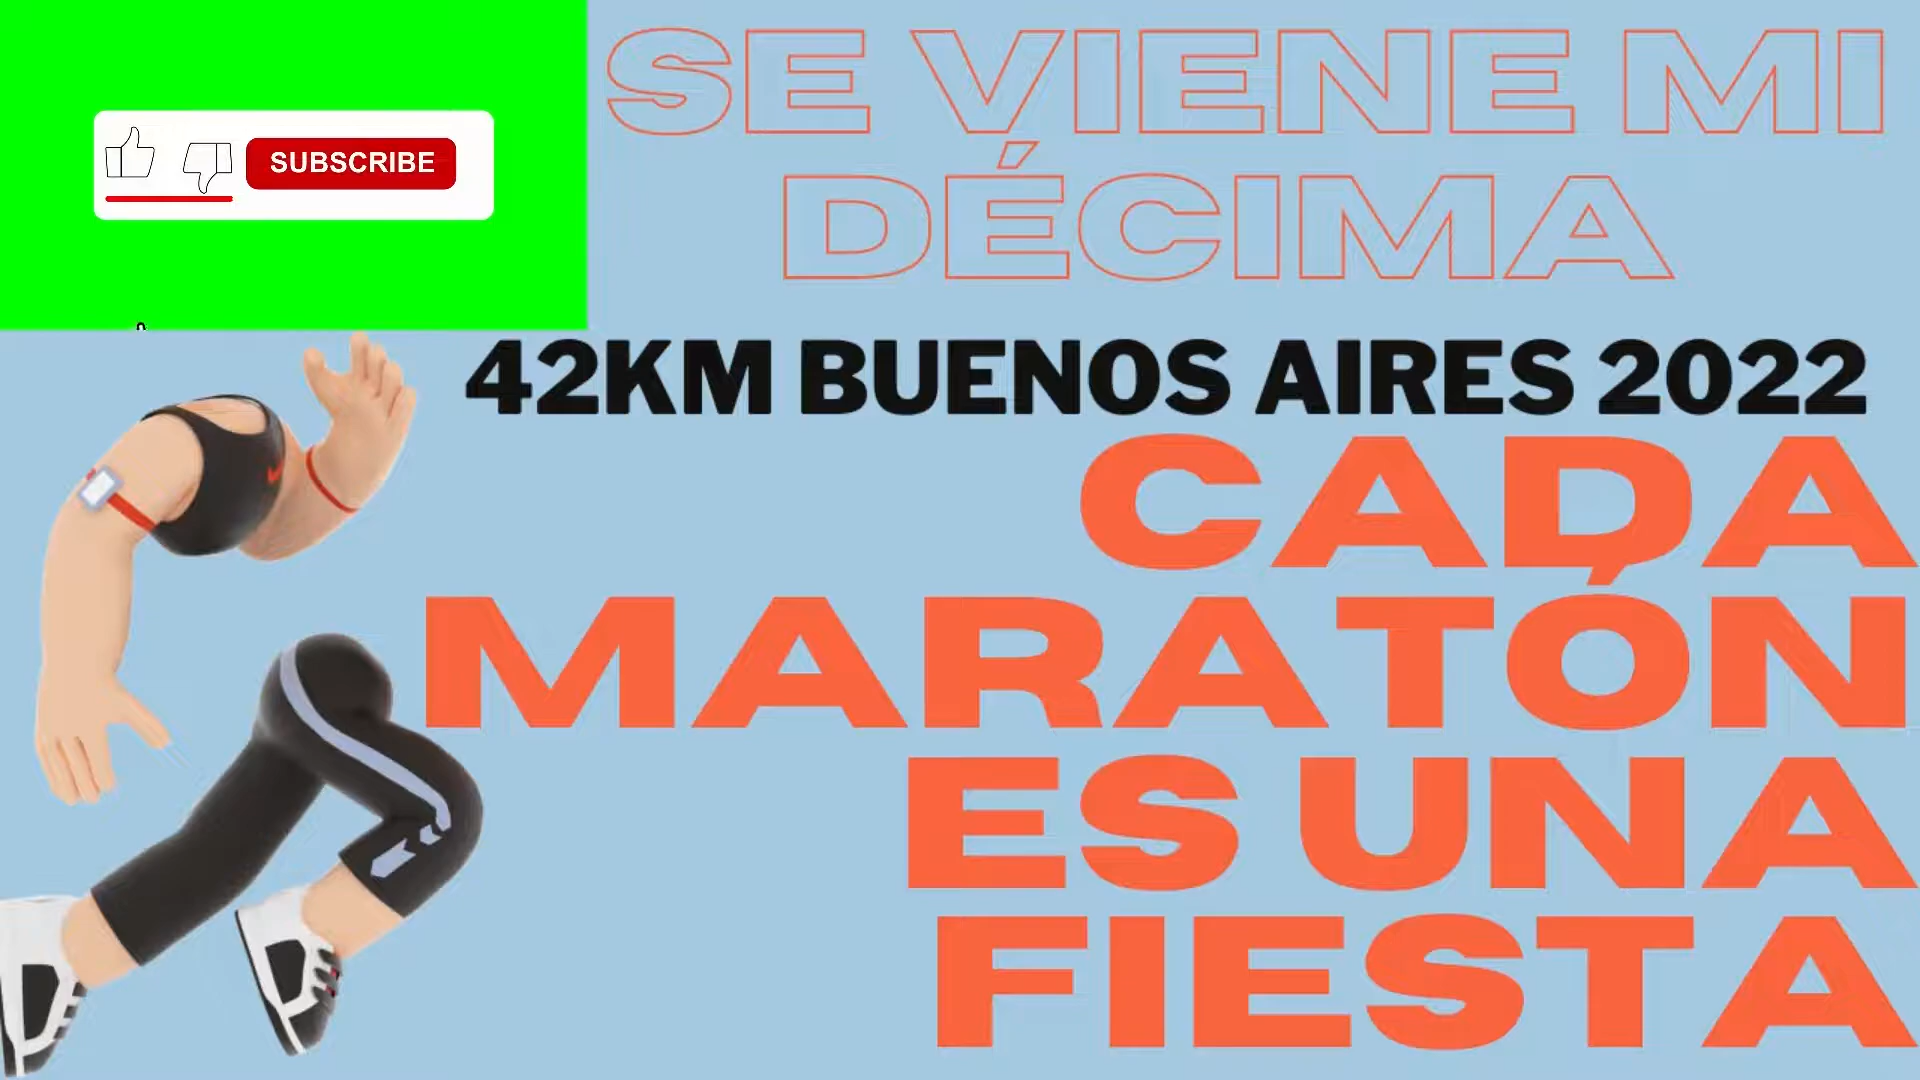 SUBSCRIBE
SE VIENE MI
DÉCIMA
42KM BUENOS AIRES 2022
CADA
MARATÓN
ES UNA
FIESTA